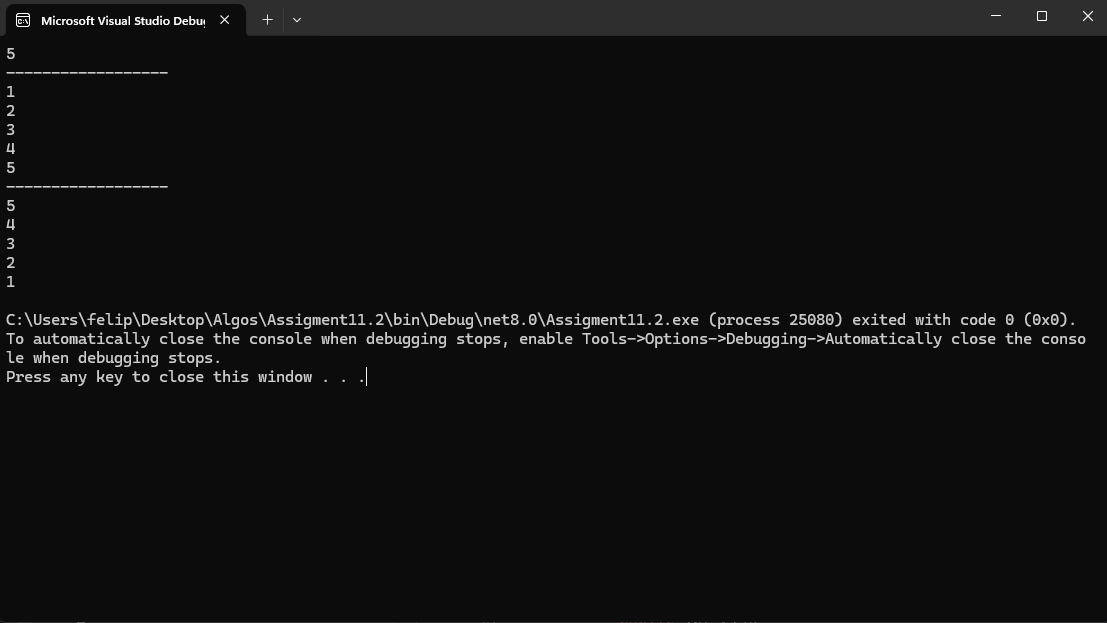 Microsoft Visual Studio Debu
5
------------------
1
2
3
4
5
------------------
5
4
3
2
1
C:\Users\felip\Desktop\Algos\Assigment11.2\bin\Debug\net8.0\Assigment11.2.exe (process 25080) exited with code 0 (0x0).
To automatically close the console when debugging stops, enable Tools->Options->Debugging->Automatically close the conso
le when debugging stops.
Press any key to close this window . . .